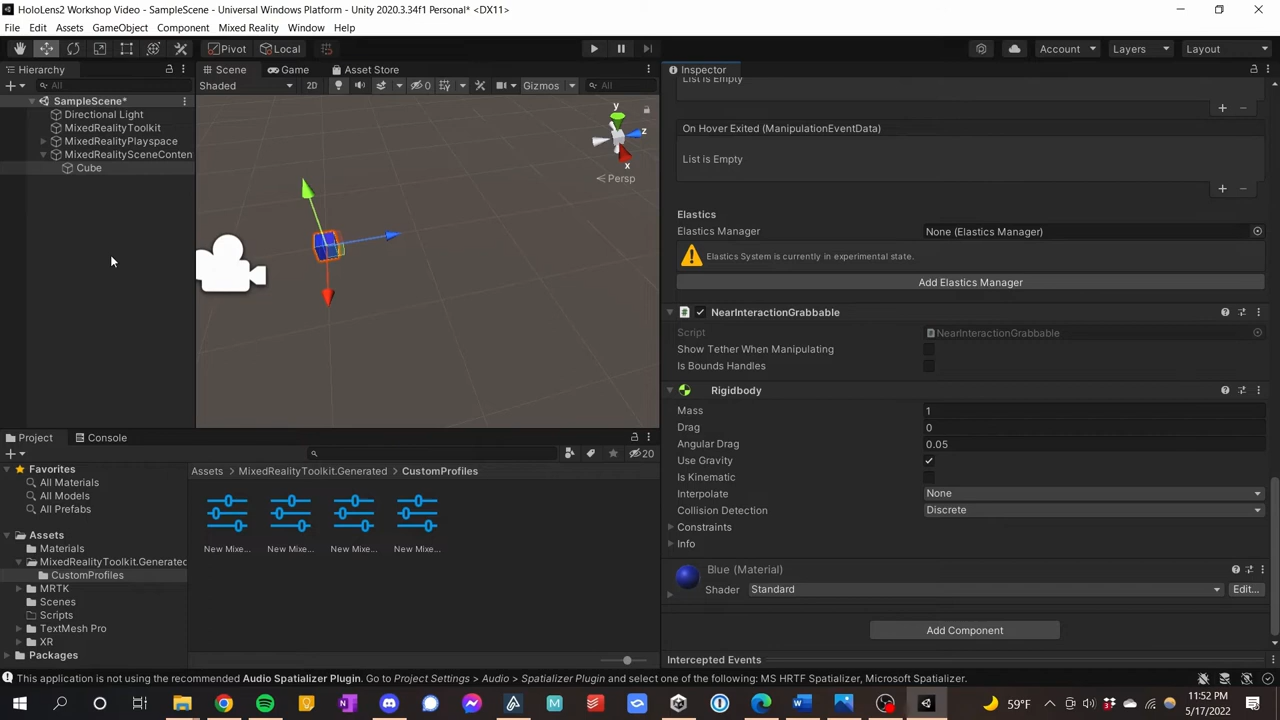 HoloLens2 Workshop Video - SampleScene - Universal Windows Platform - Unity 2020.3.34f1 Personal* <DX11>
File Edit Assets GameObject Component Mixed Reality Window Help
Pivot Local Account Layers Layout
Hierarchy
All
SampleScene*
Directional Light
MixedRealityToolkit
MixedRealityPlayspace
MixedRealitySceneConten
Cube
Scene Game Asset Store
Shaded 2D 0 Gizmos All
y
z
x
Persp
Inspector
List is Empty
On Hover Exited (ManipulationEventData)
List is Empty
Elastics
Elastics Manager None (Elastics Manager)
Elastics System is currently in experimental state.
Add Elastics Manager
NearInteractionGrabbable
Script NearInteractionGrabbable
Show Tether When Manipulating
Is Bounds Handles
Rigidbody
Mass 1
Drag 0
Angular Drag 0.05
Use Gravity
Is Kinematic
Interpolate None
Collision Detection Discrete
Constraints
Info
Blue (Material)
Shader Standard Edit...
Add Component
Intercepted Events
Project Console
20
Favorites
All Materials
All Models
All Prefabs
Assets
Materials
MixedRealityToolkit.Generated
CustomProfiles
MRTK
Scenes
Scripts
TextMesh Pro
XR
Packages
Assets > MixedRealityToolkit.Generated > CustomProfiles
New Mixe... New Mixe... New Mixe... New Mixe...
This application is not using the recommended Audio Spatializer Plugin. Go to Project Settings > Audio > Spatializer Plugin and select one of the following: MS HRTF Spatializer, Microsoft Spatializer.
59°F
11:52 PM
5/17/2022